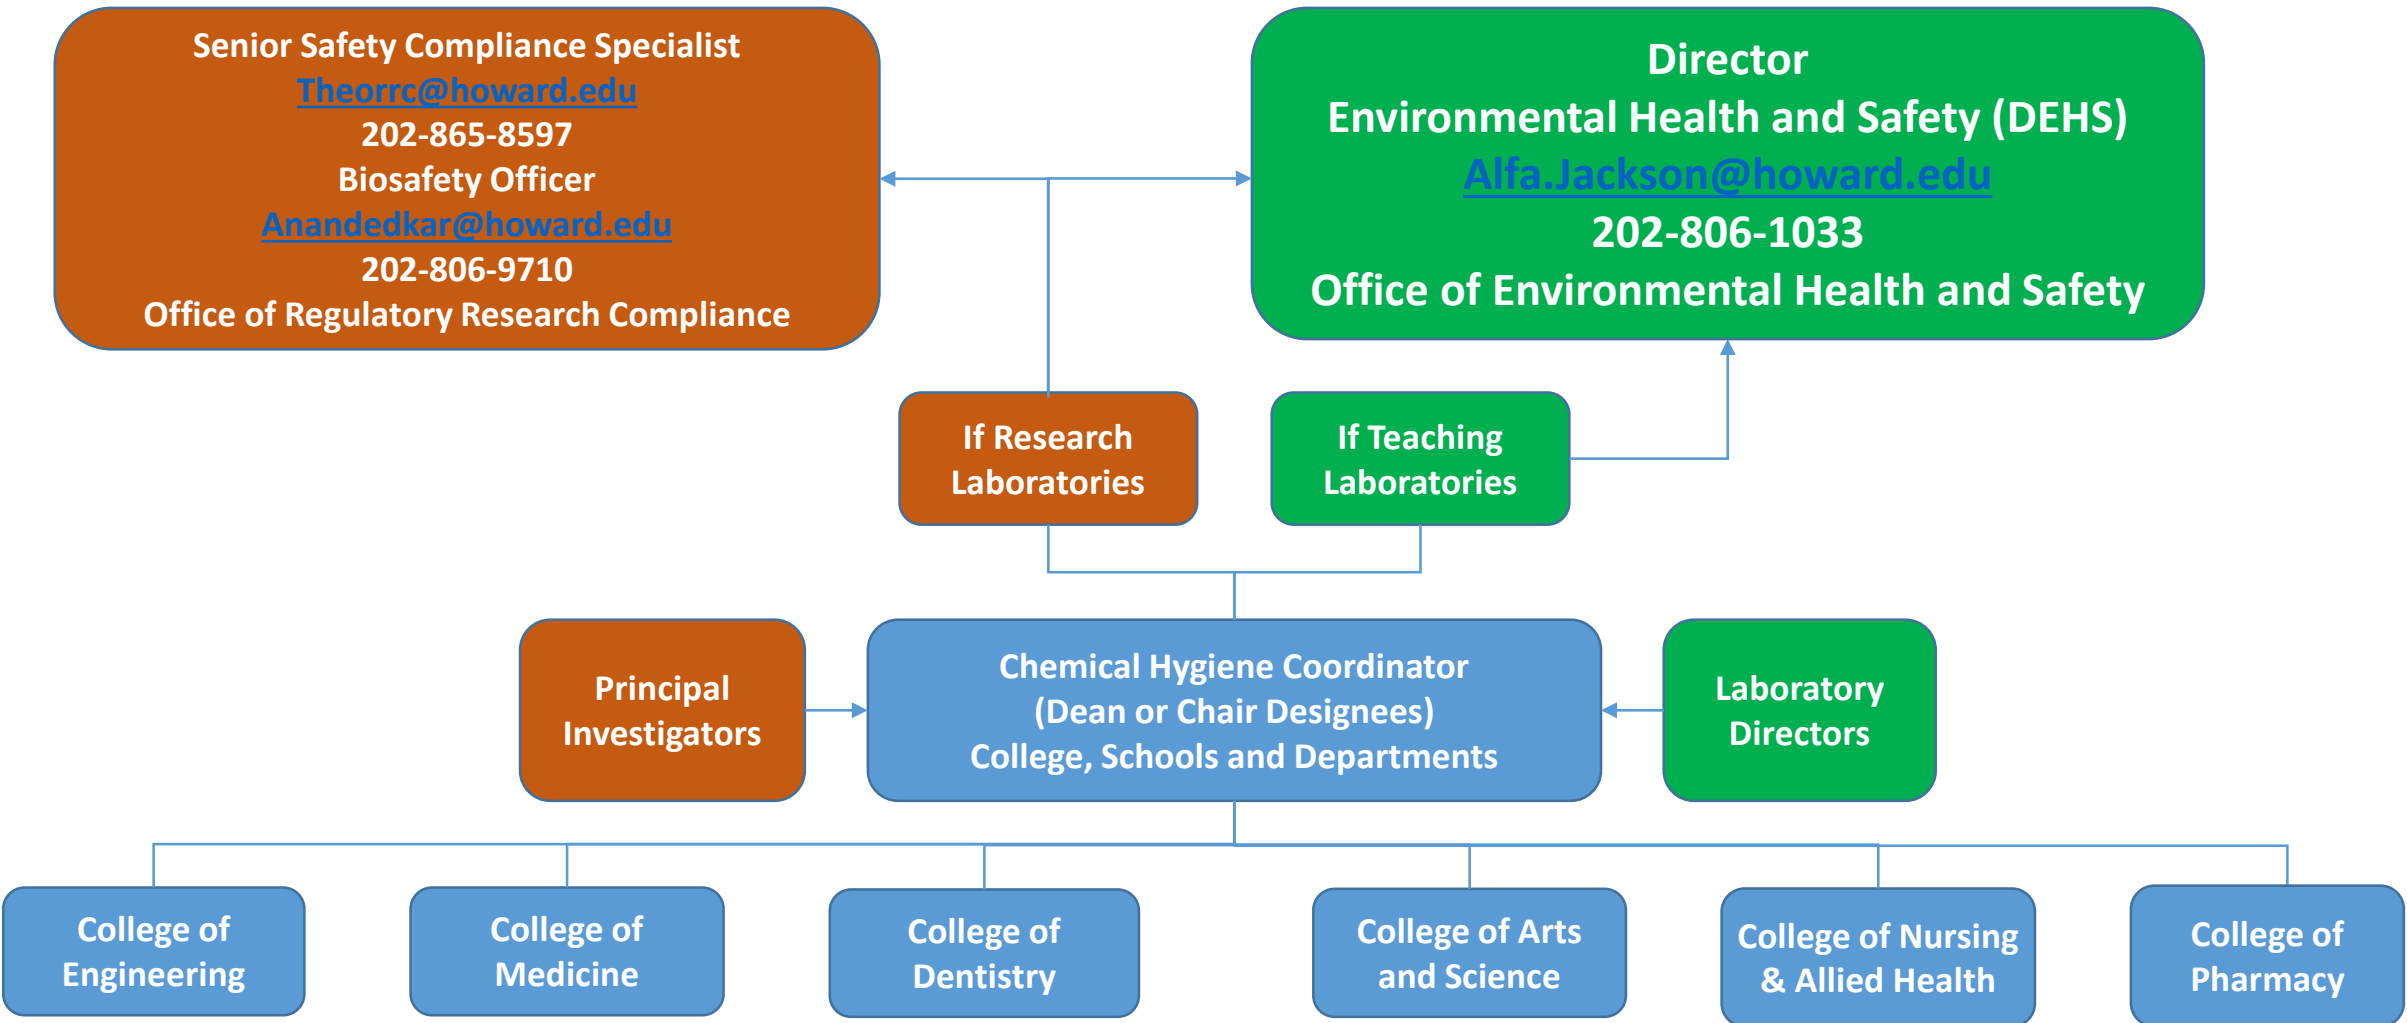 Senior Safety Compliance Specialist
Theorrc@howard.edu
202-865-8597
Biosafety Officer
Anandedkar@howard.edu
202-806-9710
Office of Regulatory Research Compliance
Director
Environmental Health and Safety (DEHS)
Alfa.Jackson@howard.edu
202-806-1033
Office of Environmental Health and Safety
If Research
Laboratories
If Teaching
Laboratories
Principal
Investigators
Chemical Hygiene Coordinator
(Dean or Chair Designees)
College, Schools and Departments
Laboratory
Directors
College of
Engineering
College of
Medicine
College of
Dentistry
College of Arts
and Science
College of Nursing
& Allied Health
College of
Pharmacy